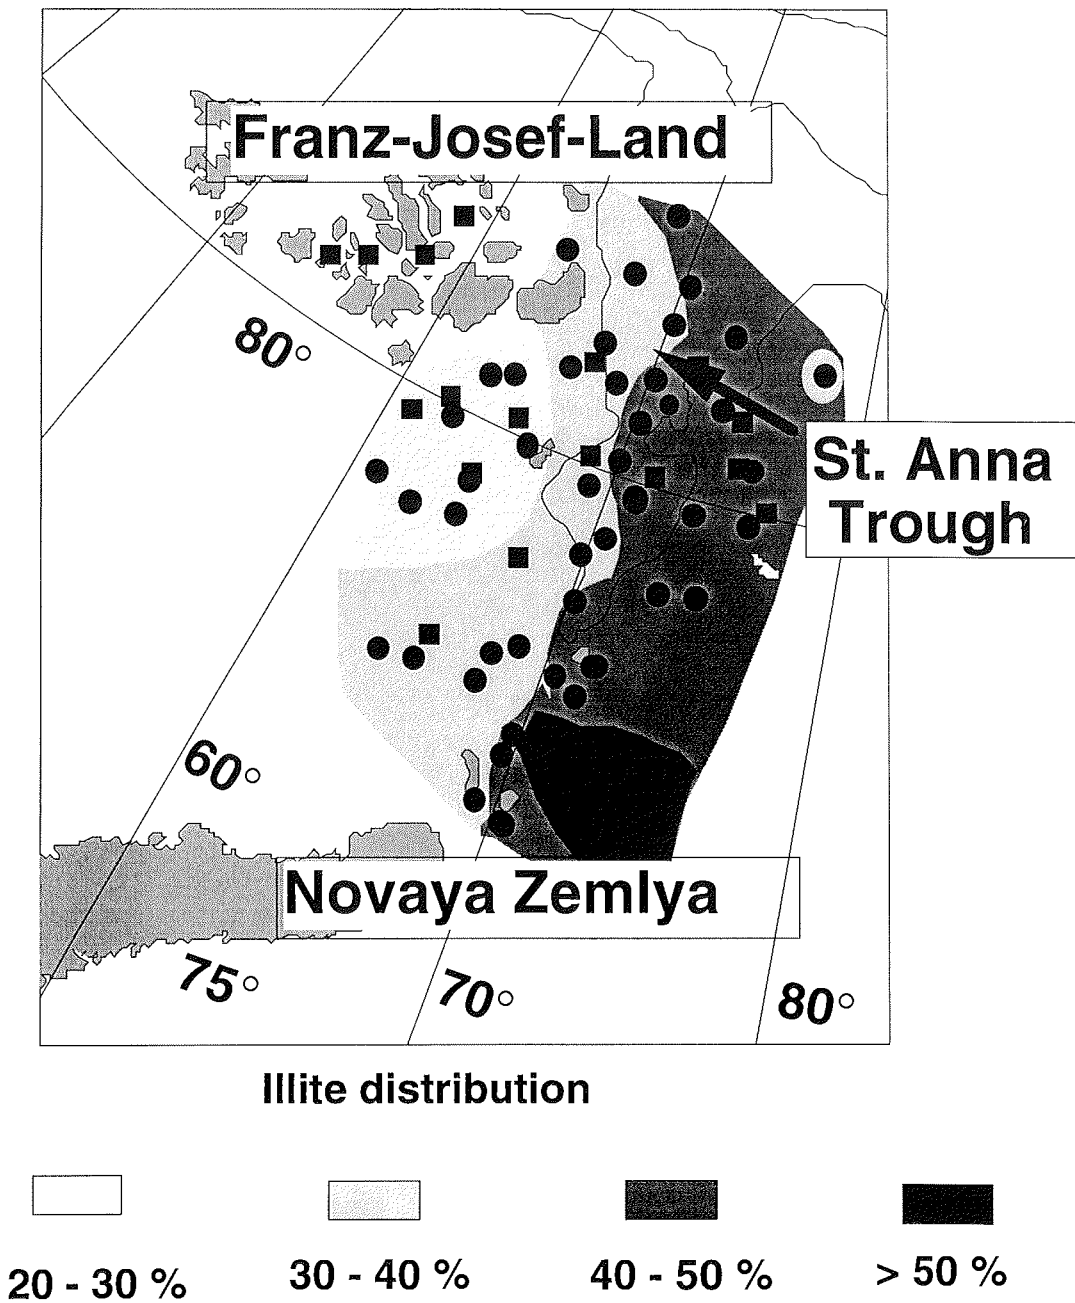 Franz-Josef-Land
80°
St. Anna
Trough
60°
Novaya Zemlya
75°
70°
80°
Illite distribution
20 - 30 %
30 - 40 %
40 - 50 %
> 50 %